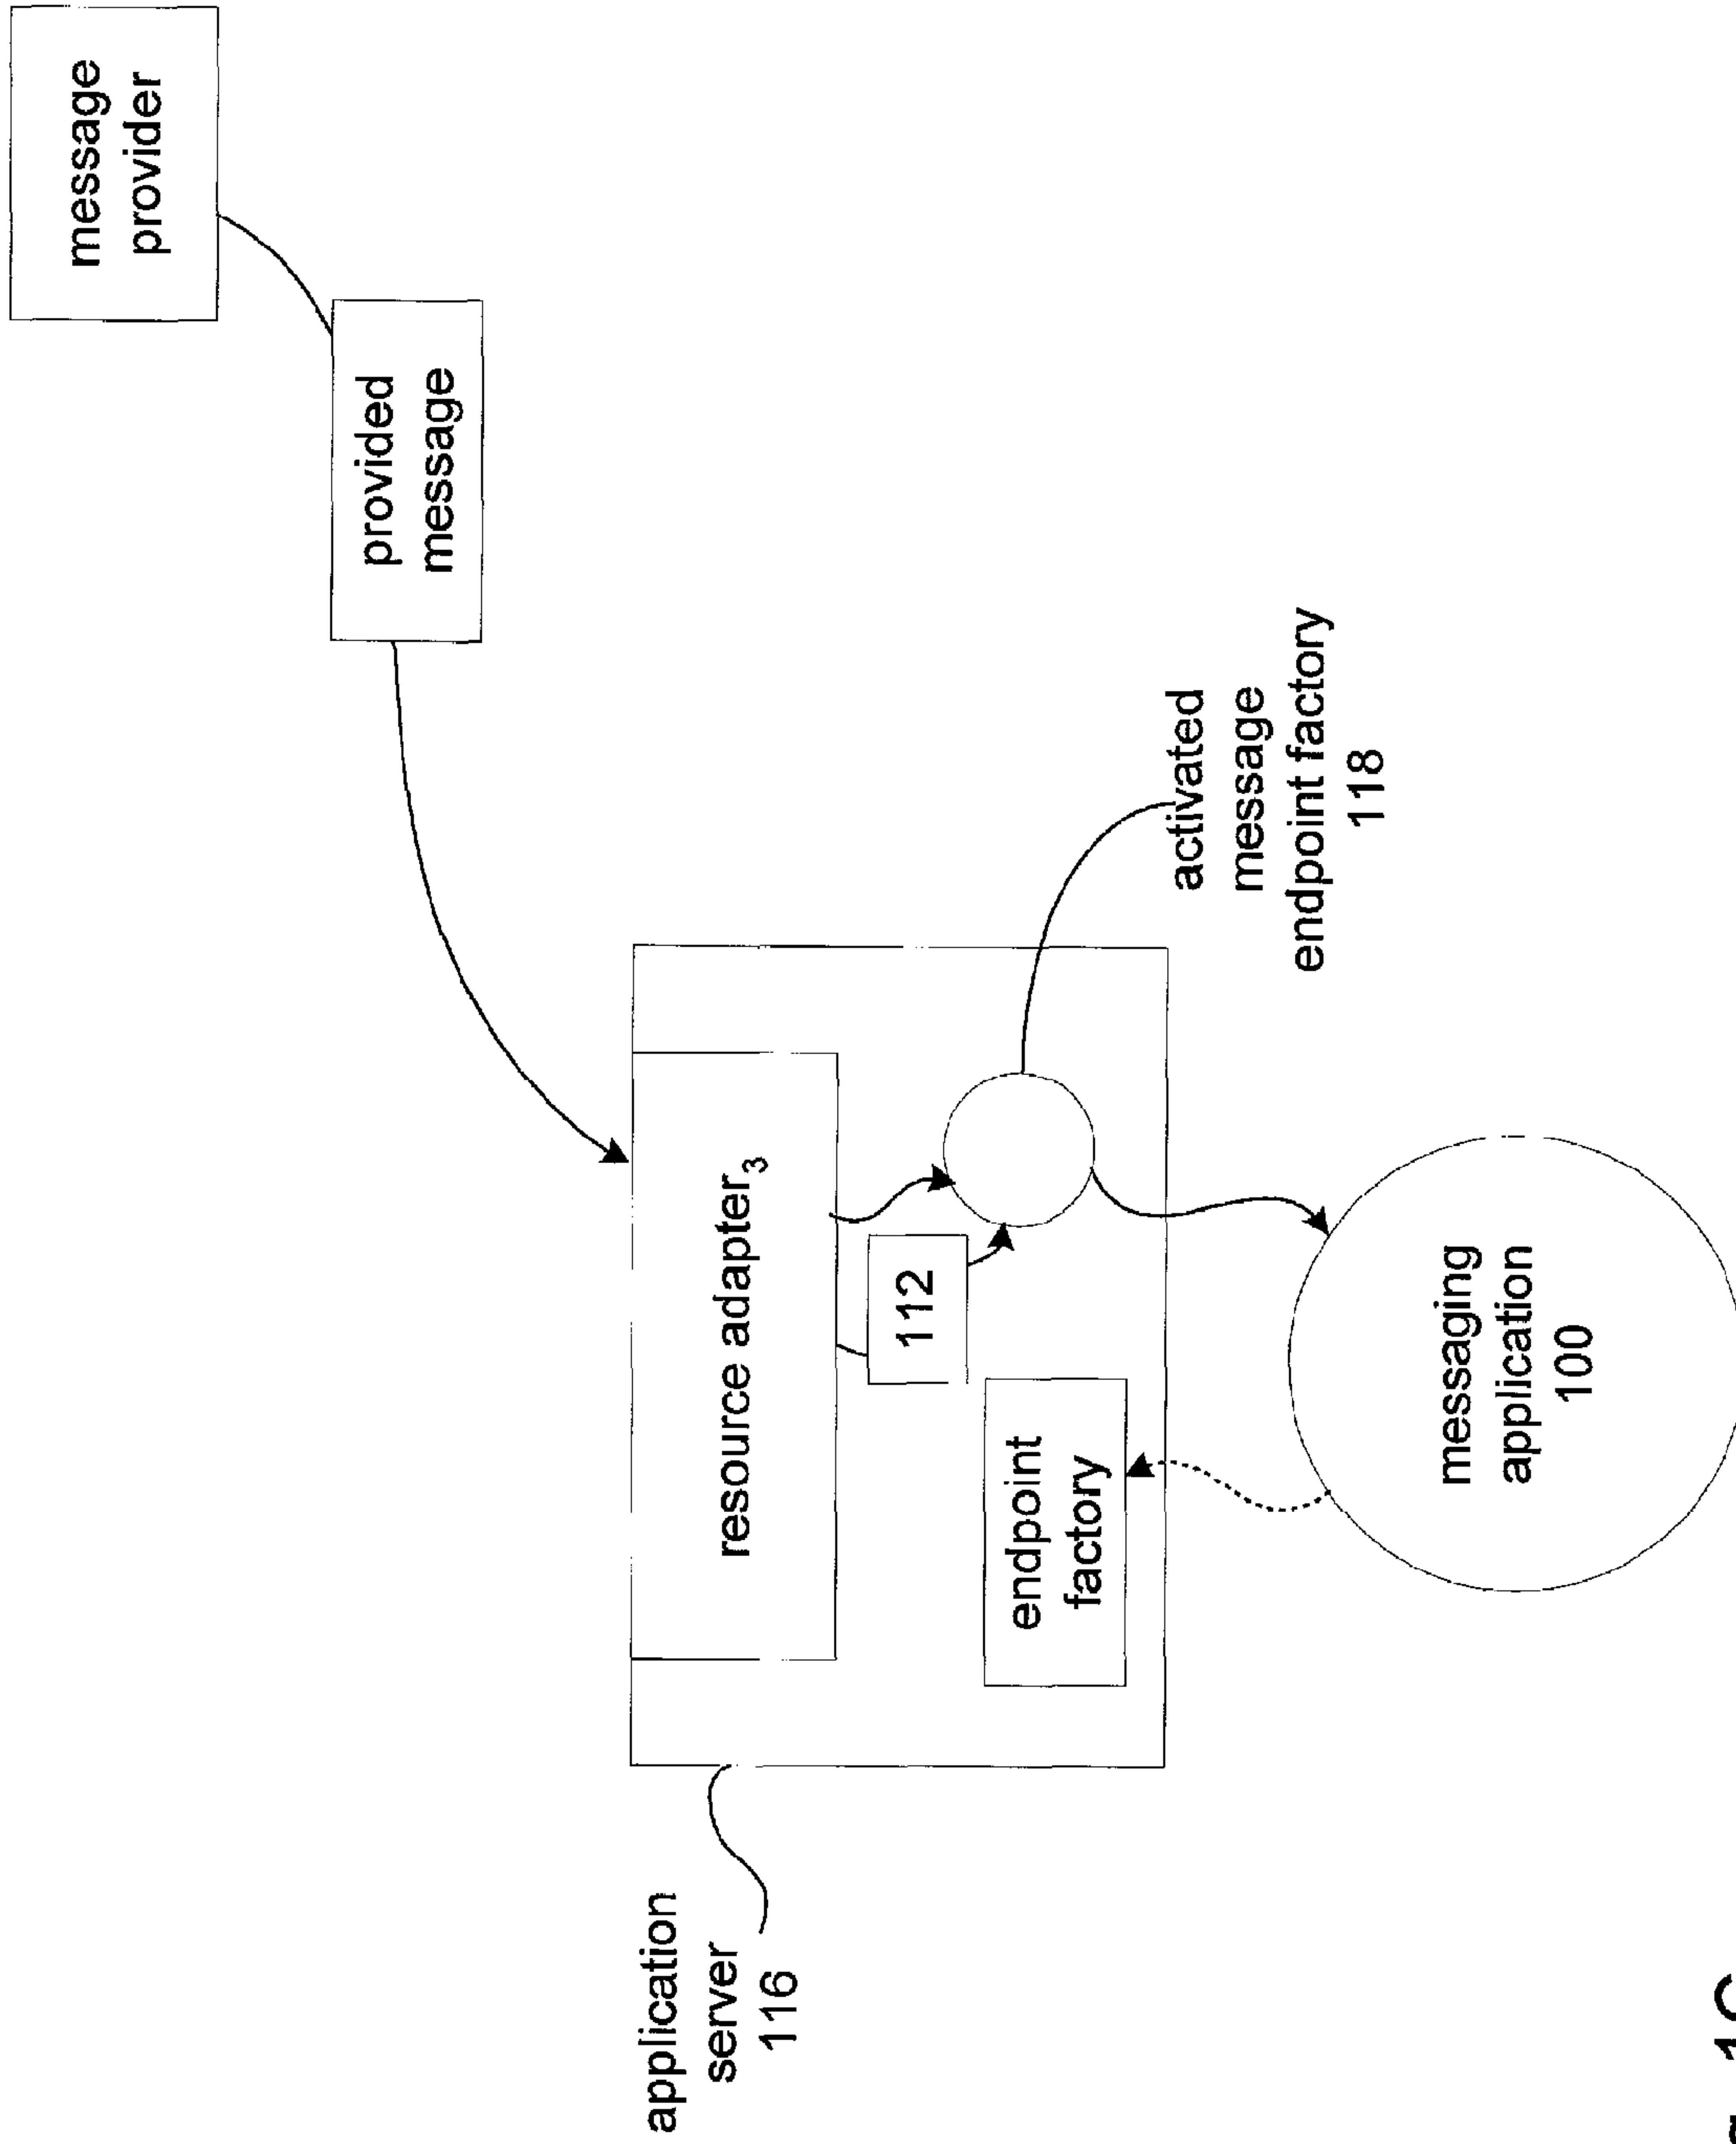 message
provider
provided
message
application
server
116
resource adapter₃
112
endpoint
factory
activated
message
endpoint factory
118
messaging
application
100